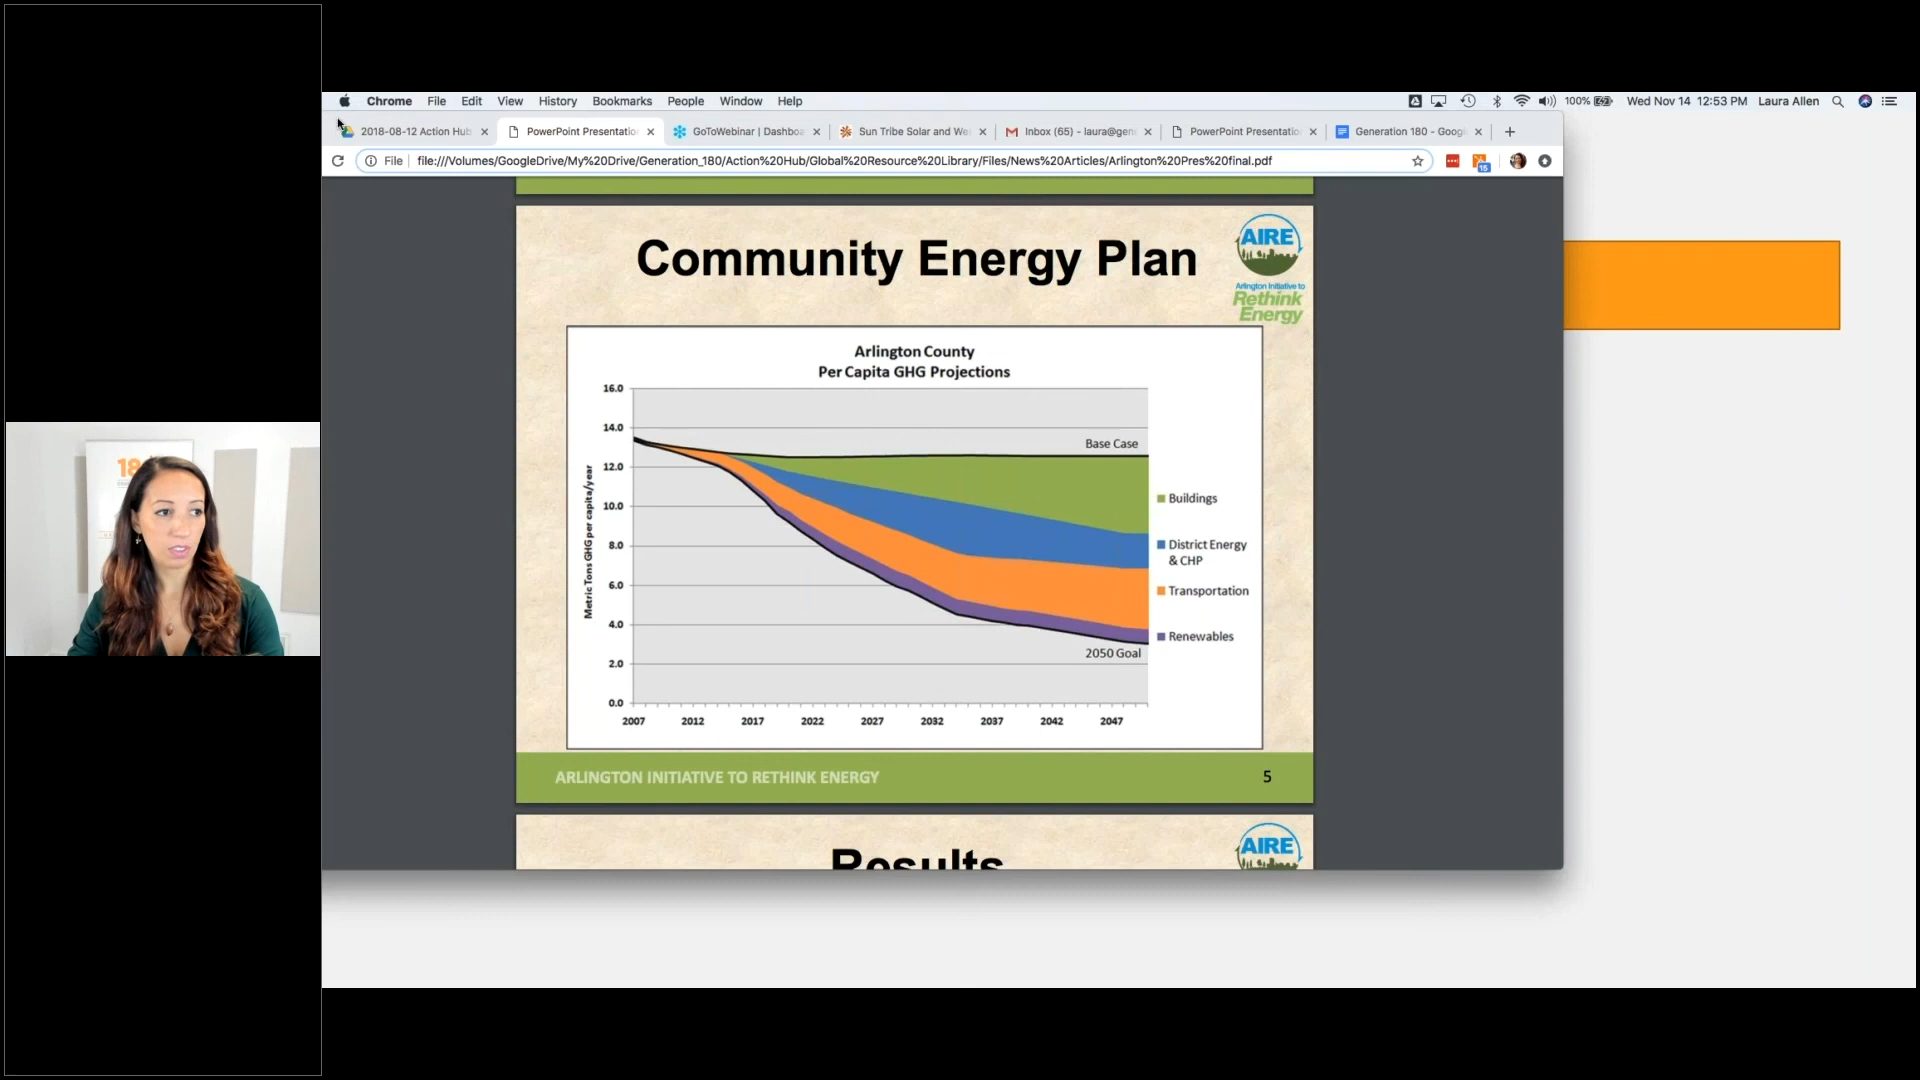 Chrome File Edit View History Bookmarks People Window Help
100% Wed Nov 14 12:53 PM Laura Allen
2018-08-12 Action Hub
PowerPoint Presentatio
GoToWebinar | Dashboa
Sun Tribe Solar and We
Inbox (65) - laura@gene
PowerPoint Presentatio
Generation 180 - Googl
File file:///Volumes/GoogleDrive/My%20Drive/Generation_180/Action%20Hub/Global%20Resource%20Library/Files/News%20Articles/Arlington%20Pres%20final.pdf
15
Community Energy Plan
AIRE
Arlington Initiative to
Rethink
Energy
Arlington County
Per Capita GHG Projections
Metric Tons GHG per capita/year
16.0
14.0
12.0
10.0
8.0
6.0
4.0
2.0
0.0
Base Case
2050 Goal
Buildings
District Energy
& CHP
Transportation
Renewables
2007 2012 2017 2022 2027 2032 2037 2042 2047
ARLINGTON INITIATIVE TO RETHINK ENERGY
5
Results
AIRE
18